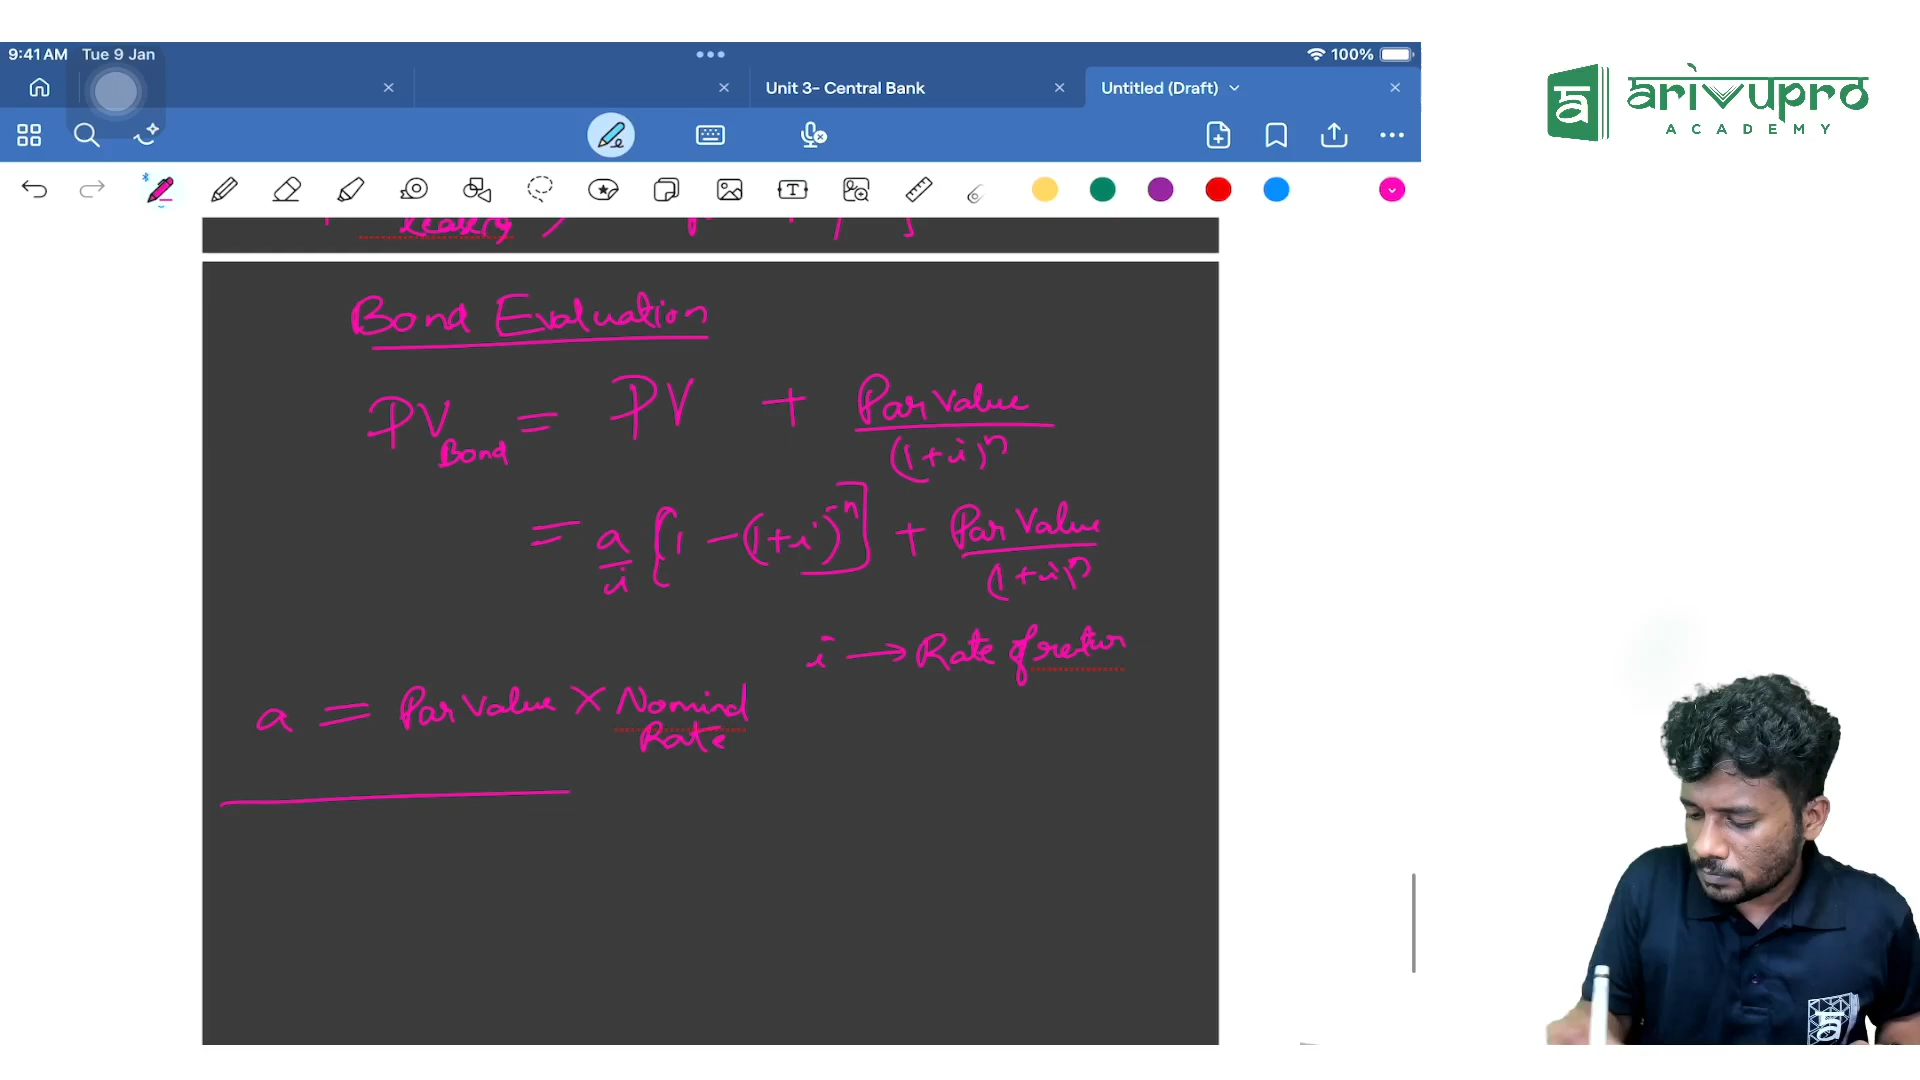 9:41 AM Tue 9 Jan
100%
Unit 3- Central Bank
Untitled (Draft)
arivupro
ACADEMY
Bond Evaluation
PV Bond = PV + Par Value / (1+i)^n
= a/i [1 - (1+i)^-n] + Par Value / (1+i)^n
i → Rate of retur
a = Par Value × Nominal Rate